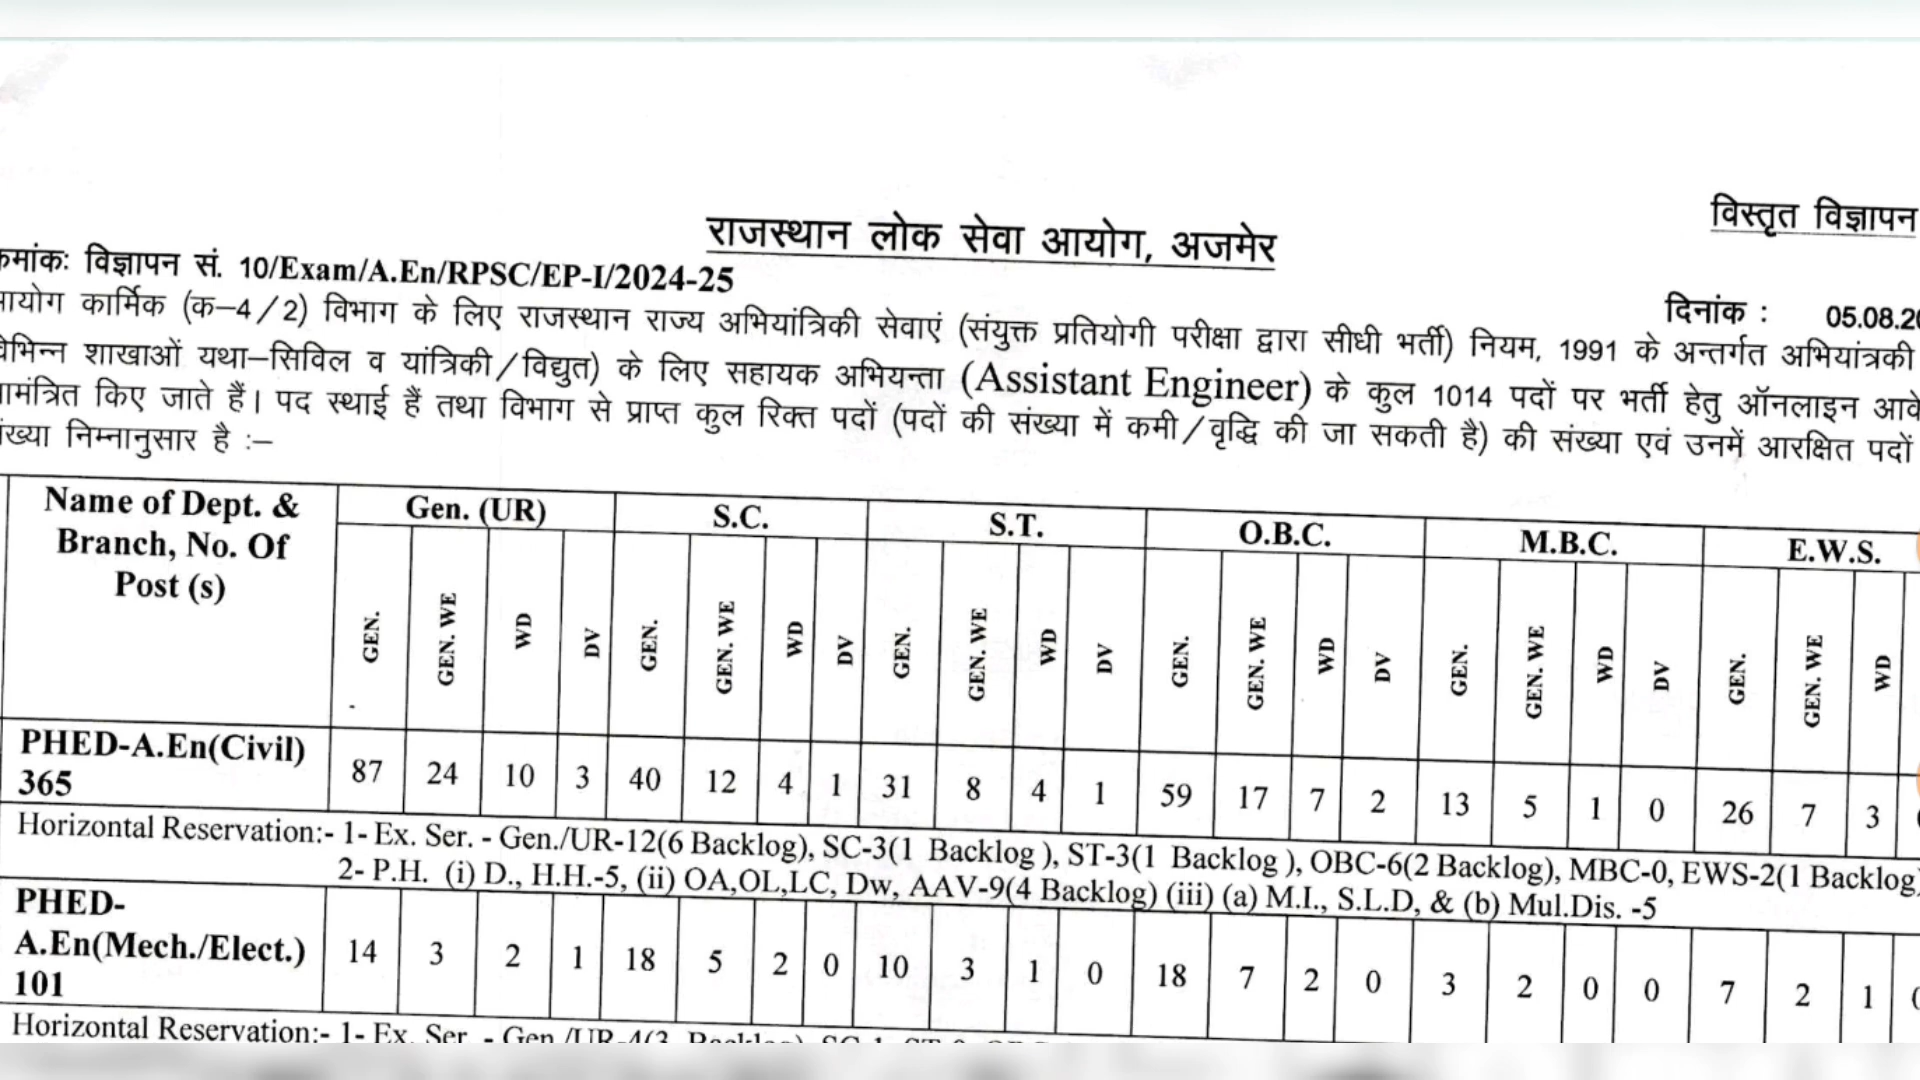 विस्तृत विज्ञापन
राजस्थान लोक सेवा आयोग, अजमेर
विज्ञापन सं. 10/Exam/A.En/RPSC/EP-I/2024-25
दिनांक : 05.08.20
कार्मिक (क–4/2) विभाग के लिए राजस्थान राज्य अभियांत्रिकी सेवाएं (संयुक्त प्रतियोगी परीक्षा द्वारा सीधी भर्ती) नियम, 1991 के अन्तर्गत अभियांत्रकी
शाखाओं यथा–सिविल व यांत्रिकी/विद्युत) के लिए सहायक अभियन्ता (Assistant Engineer) के कुल 1014 पदों पर भर्ती हेतु ऑनलाइन
किए जाते हैं। पद स्थाई हैं तथा विभाग से प्राप्त कुल रिक्त पदों (पदों की संख्या में कमी/वृद्धि की जा सकती है) की संख्या एवं उनमें आरक्षित पदों
निम्नानुसार है :–
Name of Dept. & Branch, No. Of Post (s) Gen. (UR) S.C. S.T. O.B.C. M.B.C. E.W.S.
GEN. GEN. WE WD DV GEN. GEN. WE WD DV GEN. GEN. WE WD DV GEN. GEN. WE WD DV GEN. GEN. WE WD DV GEN. GEN. WE WD
PHED-A.En(Civil) 365 87 24 10 3 40 12 4 1 31 8 4 1 59 17 7 2 13 5 1 0 26 7 3
Horizontal Reservation:- 1- Ex. Ser. - Gen./UR-12(6 Backlog), SC-3(1 Backlog ), ST-3(1 Backlog ), OBC-6(2 Backlog), MBC-0, EWS-2(1 Backlog)
2- P.H. (i) D., H.H.-5, (ii) OA,OL,LC, Dw, AAV-9(4 Backlog) (iii) (a) M.I., S.L.D, & (b) Mul.Dis. -5
PHED-A.En(Mech./Elect.) 101 14 3 2 1 18 5 2 0 10 3 1 0 18 7 2 0 3 2 0 0 7 2 1
Horizontal Reservation:- 1- Ex. Ser. - Gen./UR-4(3